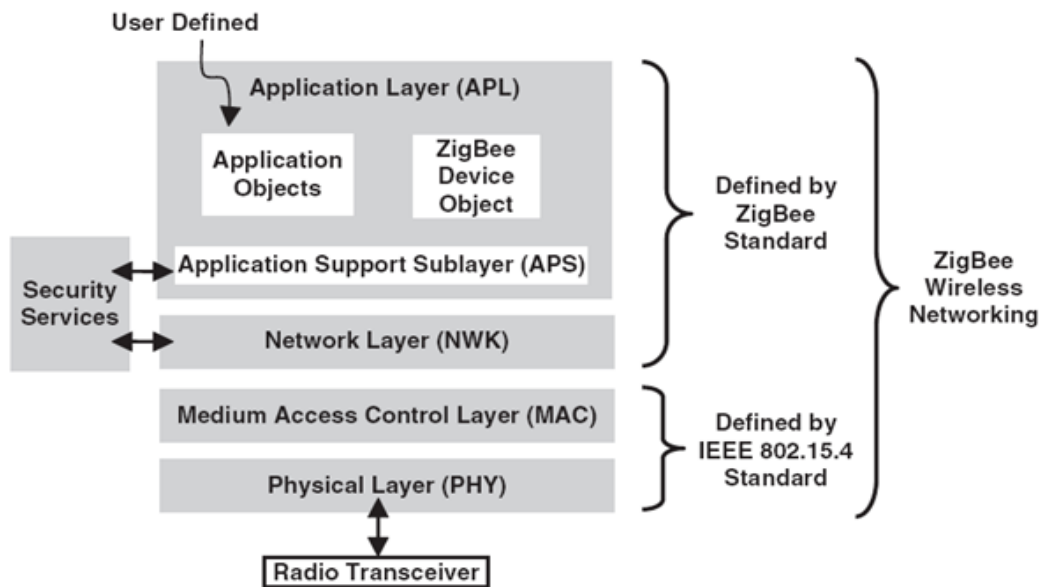 User Defined
Application Layer (APL)
Application
Objects
ZigBee
Device
Object
Application Support Sublayer (APS)
Security
Services
Network Layer (NWK)
Medium Access Control Layer (MAC)
Physical Layer (PHY)
Radio Transceiver
Defined by
ZigBee
Standard
Defined by
IEEE 802.15.4
Standard
ZigBee
Wireless
Networking